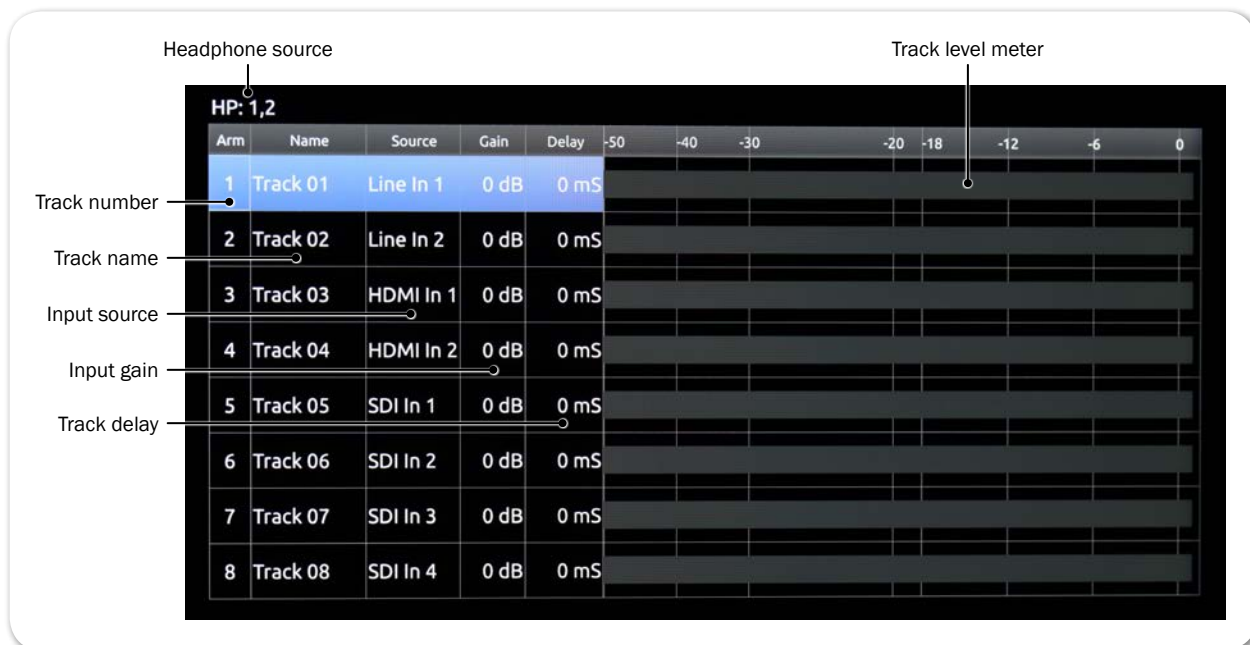 Headphone source
Track level meter
HP: 1,2
Arm Name Source Gain Delay -50 -40 -30 -20 -18 -12 -6 0
1 Track 01 Line In 1 0 dB 0 mS
Track number
2 Track 02 Line In 2 0 dB 0 mS
Track name
3 Track 03 HDMI In 1 0 dB 0 mS
Input source
4 Track 04 HDMI In 2 0 dB 0 mS
Input gain
5 Track 05 SDI In 1 0 dB 0 mS
Track delay
6 Track 06 SDI In 2 0 dB 0 mS
7 Track 07 SDI In 3 0 dB 0 mS
8 Track 08 SDI In 4 0 dB 0 mS